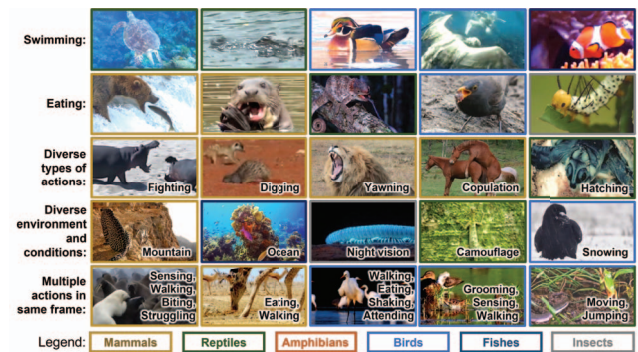 Swimming:
Eating:
Diverse
types of
actions:
Fighting
Digging
Yawning
Copulation
Hatching
Diverse
environment
and
conditions:
Mountain
Ocean
Night vision
Camouflage
Snowing
Multiple
actions in
same frame:
Sensing,
Walking,
Biting,
Struggling
Eating,
Walking
Walking,
Eating,
Shaking,
Attending
Grooming,
Sensing,
Walking
Moving,
Jumping
Legend:
Mammals
Reptiles
Amphibians
Birds
Fishes
Insects